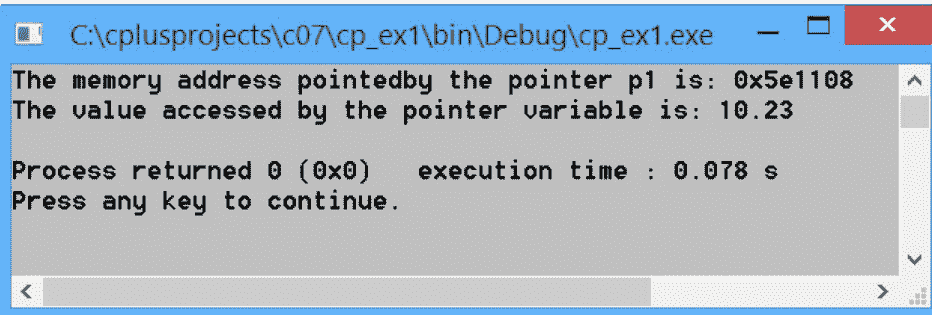 C:\cplusprojects\c07\cp_ex1\bin\Debug\cp_ex1.exe
The memory address pointedby the pointer p1 is: 0x5e1108
The value accessed by the pointer variable is: 10.23
Process returned 0 (0x0)   execution time : 0.078 s
Press any key to continue.